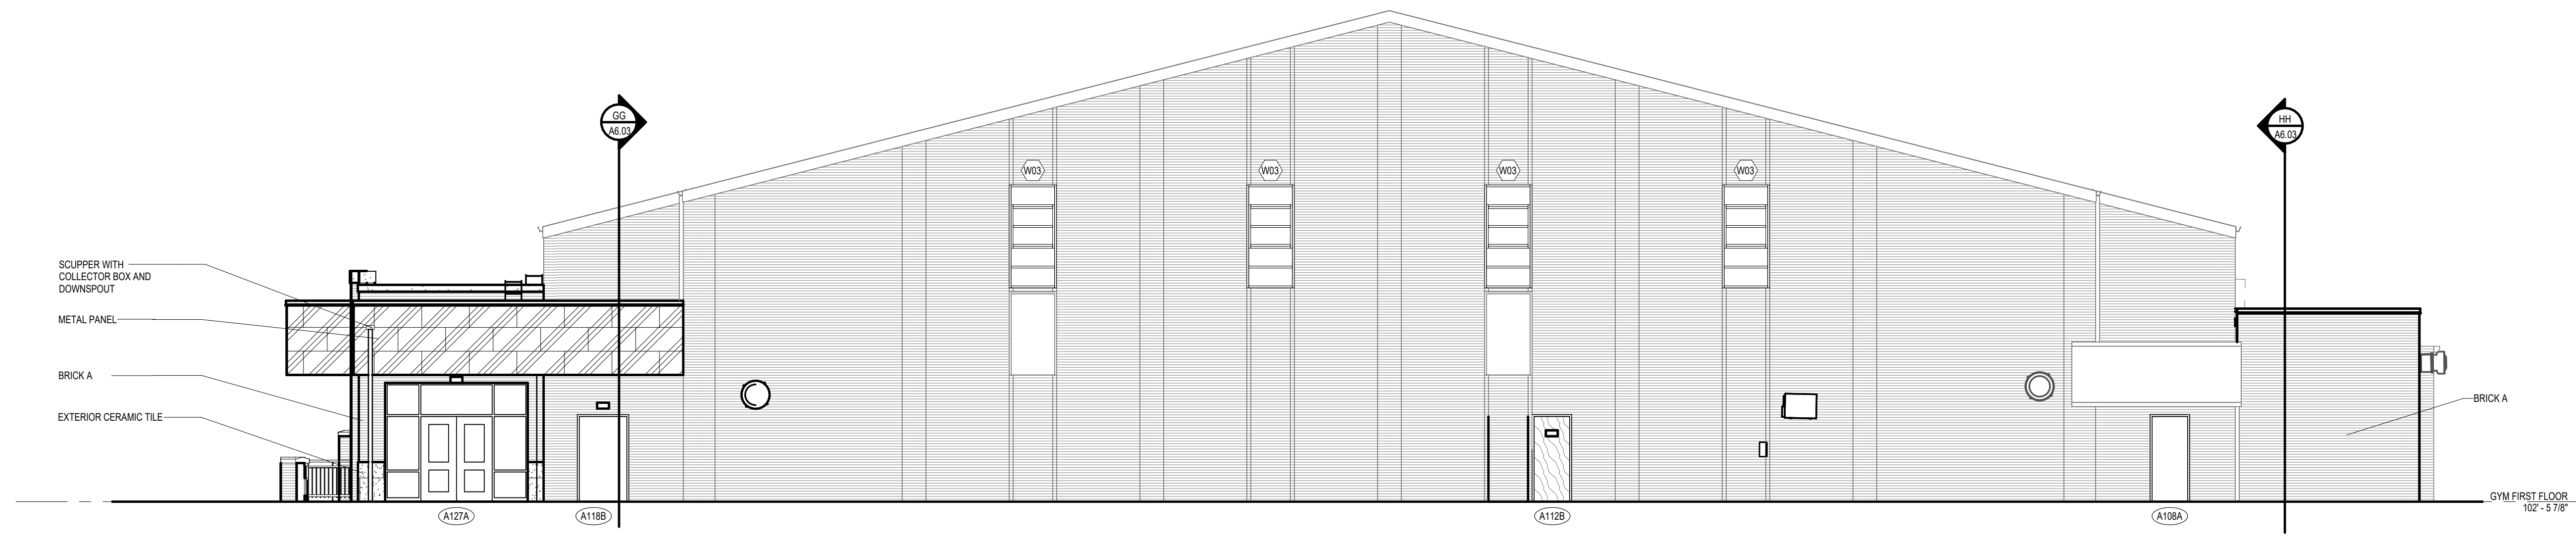 GG
A6.03
HH
A6.03
W03
W03
W03
W03
SCUPPER WITH
COLLECTOR BOX AND
DOWNSPOUT
METAL PANEL
BRICK A
EXTERIOR CERAMIC TILE
BRICK A
GYM FIRST FLOOR
102' - 5 7/8"
A127A
A118B
A112B
A108A